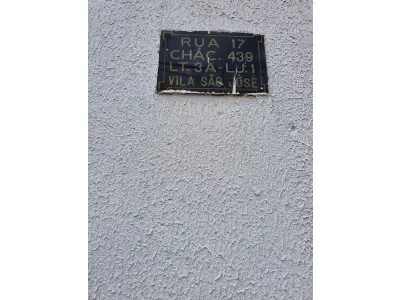 RUA 17
CHÁC. 439
LT. 3A - LJ. 1
VILA SÃO JOSÉ